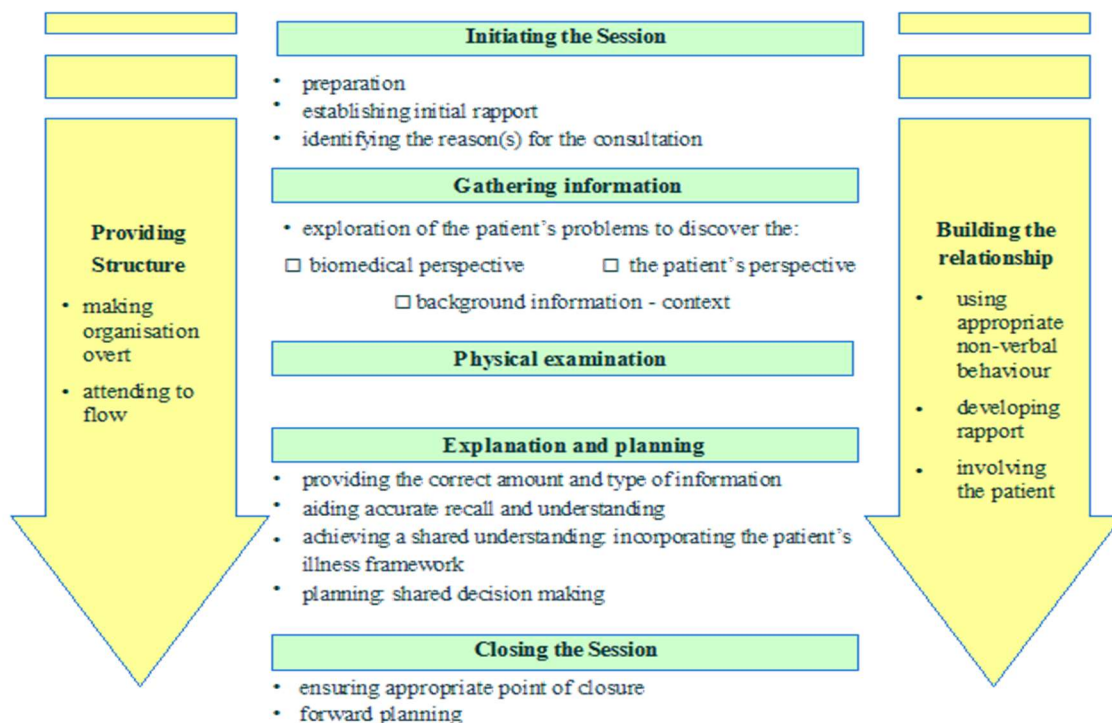 Initiating the Session
• preparation
• establishing initial rapport
• identifying the reason(s) for the consultation
Gathering information
• exploration of the patient's problems to discover the:
□ biomedical perspective □ the patient's perspective
□ background information - context
Physical examination
Explanation and planning
• providing the correct amount and type of information
• aiding accurate recall and understanding
• achieving a shared understanding: incorporating the patient's
illness framework
• planning: shared decision making
Closing the Session
• ensuring appropriate point of closure
• forward planning
Providing
Structure
• making
organisation
overt
• attending to
flow
Building the
relationship
• using
appropriate
non-verbal
behaviour
• developing
rapport
• involving
the patient